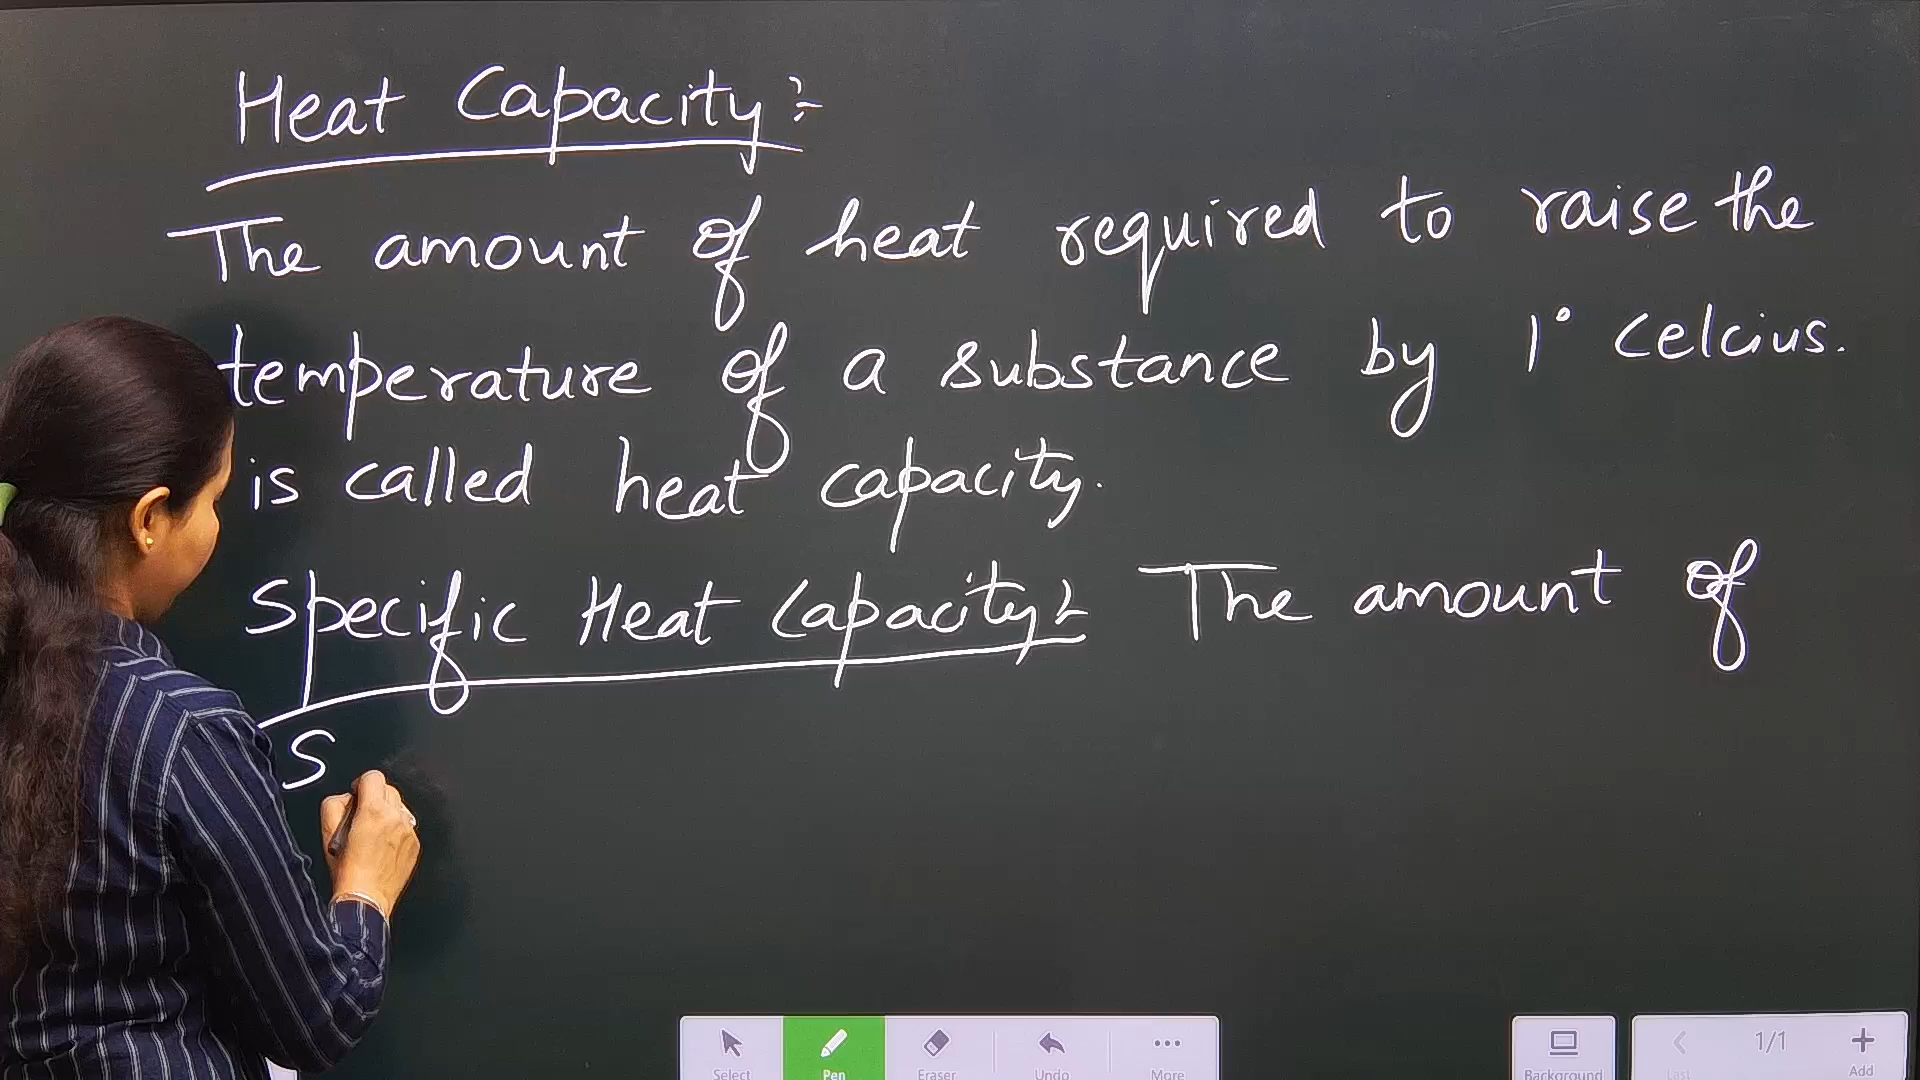 Heat Capacity :-
The amount of heat required to raise the
temperature of a substance by 1° celcius.
is called heat capacity.
Specific Heat Capacity :- The amount of
S
Select Pen Eraser Undo More Background Last 1/1 Add